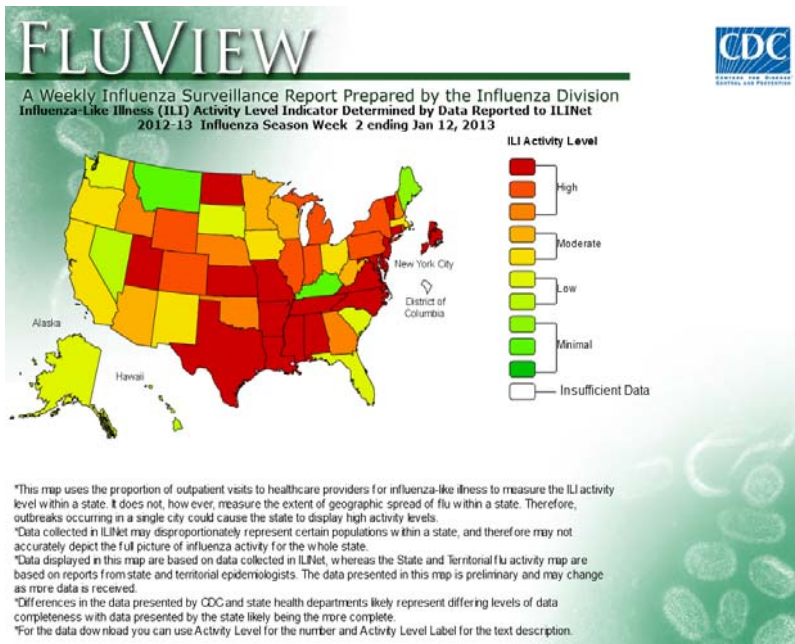 FLUVIEW
CDC
CENTERS FOR DISEASE
CONTROL AND PREVENTION
A Weekly Influenza Surveillance Report Prepared by the Influenza Division
Influenza-Like Illness (ILI) Activity Level Indicator Determined by Data Reported to ILINet
2012-13 Influenza Season Week 2 ending Jan 12, 2013
ILI Activity Level
High
Moderate
Low
Minimal
Insufficient Data
New York City
District of
Columbia
Alaska
Hawaii
*This map uses the proportion of outpatient visits to healthcare providers for influenza-like illness to measure the ILI activity
level within a state. It does not, however, measure the extent of geographic spread of flu within a state. Therefore,
outbreaks occurring in a single city could cause the state to display high activity levels.
*Data collected in ILINet may disproportionately represent certain populations within a state, and therefore may not
accurately depict the full picture of influenza activity for the whole state.
*Data displayed in this map are based on data collected in ILINet, whereas the State and Territorial flu activity map are
based on reports from state and territorial epidemiologists. The data presented in this map is preliminary and may change
as more data is received.
*Differences in the data presented by CDC and state health departments likely represent differing levels of data
completeness with data presented by the state likely being the more complete.
*For the data download you can use Activity Level for the number and Activity Level Label for the text description.